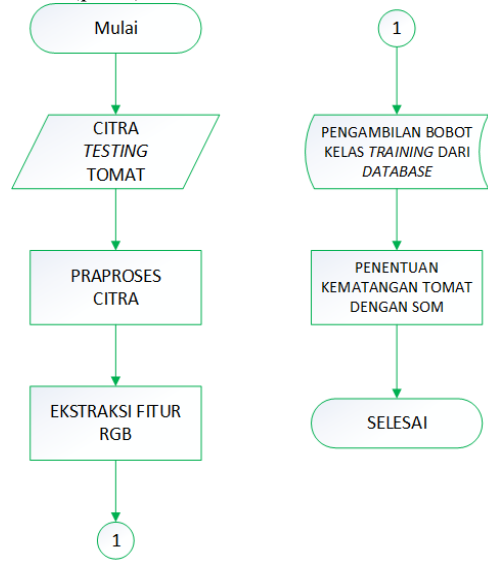 Mulai
CITRA
TESTING
TOMAT
PRAPROSES
CITRA
EKSTRAKSI FITUR
RGB
1
1
PENGAMBILAN BOBOT
KELAS TRAINING DARI
DATABASE
PENENTUAN
KEMATANGAN TOMAT
DENGAN SOM
SELESAI